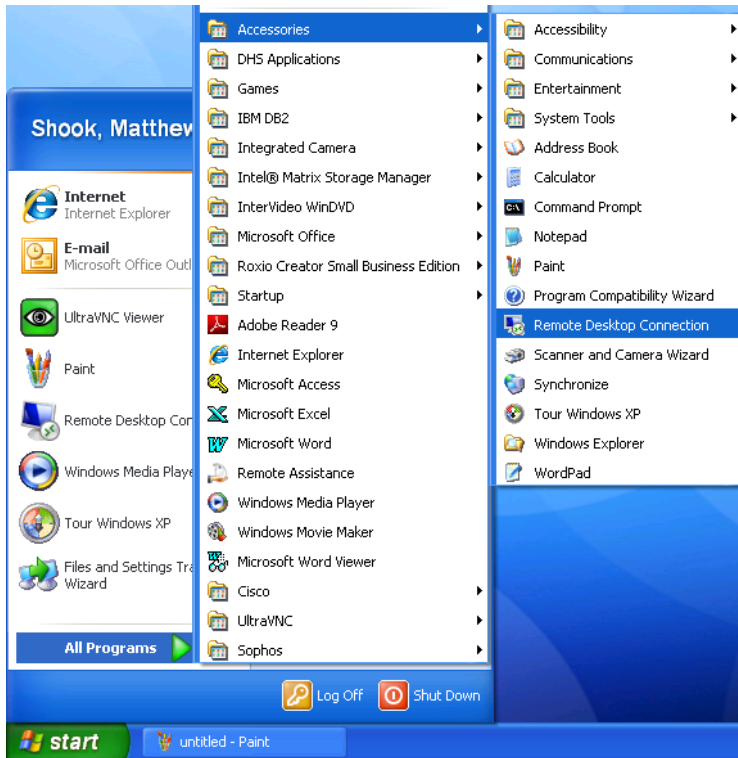 Shook, Matthew
Internet
Internet Explorer
E-mail
Microsoft Office Outl
UltraVNC Viewer
Paint
Remote Desktop Con
Windows Media Playe
Tour Windows XP
Files and Settings Tra
Wizard
All Programs
Accessories
DHS Applications
Games
IBM DB2
Integrated Camera
Intel® Matrix Storage Manager
InterVideo WinDVD
Microsoft Office
Roxio Creator Small Business Edition
Startup
Adobe Reader 9
Internet Explorer
Microsoft Access
Microsoft Excel
Microsoft Word
Remote Assistance
Windows Media Player
Windows Movie Maker
Microsoft Word Viewer
Cisco
UltraVNC
Sophos
Accessibility
Communications
Entertainment
System Tools
Address Book
Calculator
Command Prompt
Notepad
Paint
Program Compatibility Wizard
Remote Desktop Connection
Scanner and Camera Wizard
Synchronize
Tour Windows XP
Windows Explorer
WordPad
Log Off
Shut Down
start
untitled - Paint